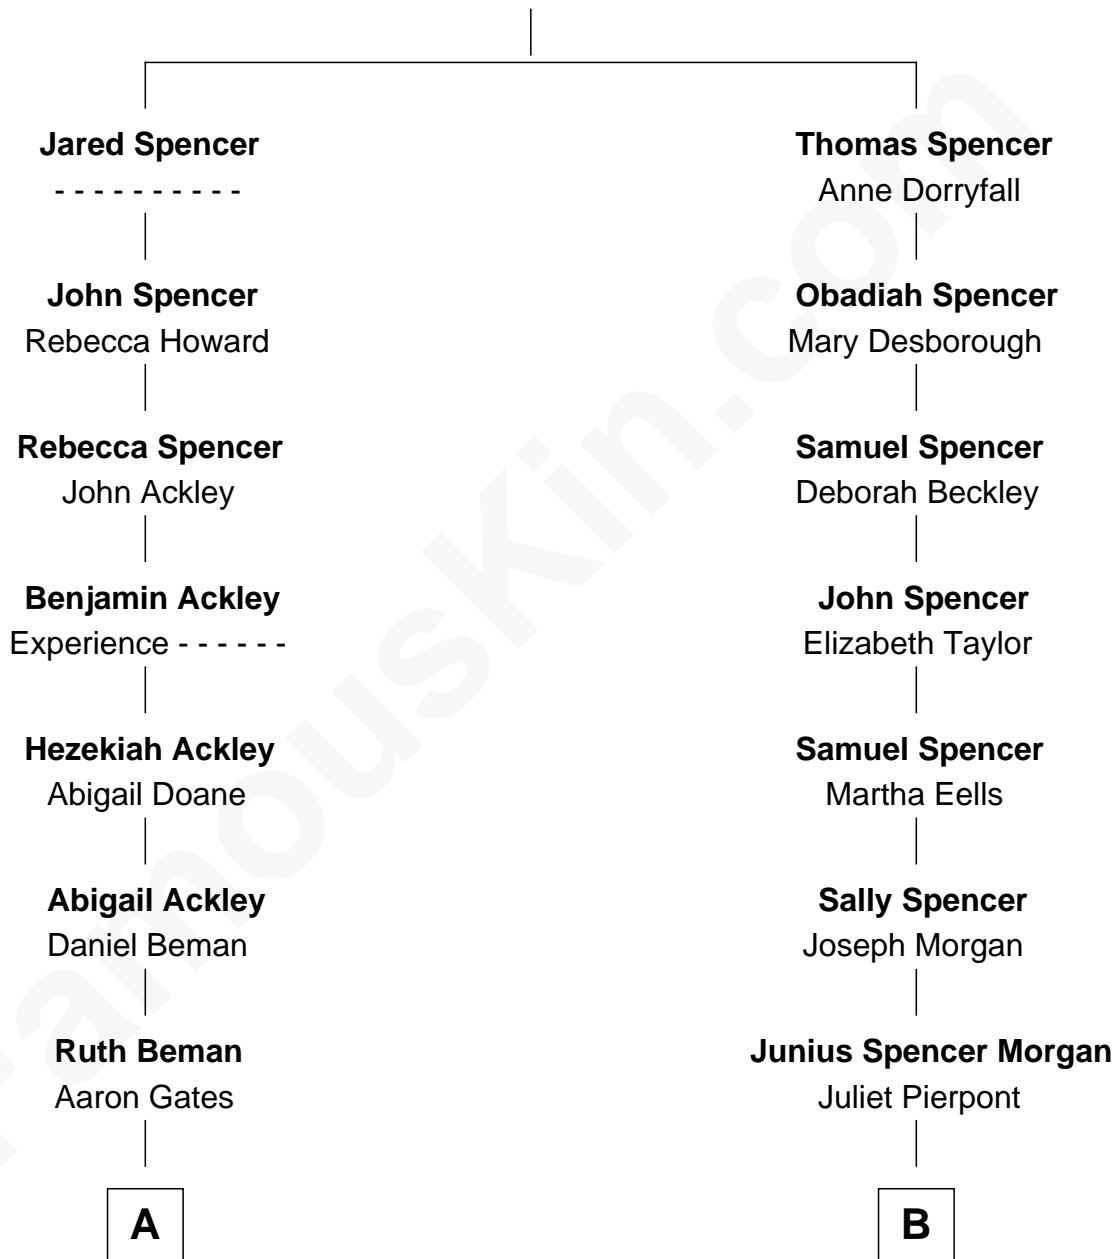 Jared Spencer
- - - - - - - - - -
John Spencer
Rebecca Howard
Rebecca Spencer
John Ackley
Benjamin Ackley
Experience - - - - - -
Hezekiah Ackley
Abigail Doane
Abigail Ackley
Daniel Beman
Ruth Beman
Aaron Gates
A
Thomas Spencer
Anne Dorryfall
Obadiah Spencer
Mary Desborough
Samuel Spencer
Deborah Beckley
John Spencer
Elizabeth Taylor
Samuel Spencer
Martha Eells
Sally Spencer
Joseph Morgan
Junius Spencer Morgan
Juliet Pierpont
B
FamousKin.com